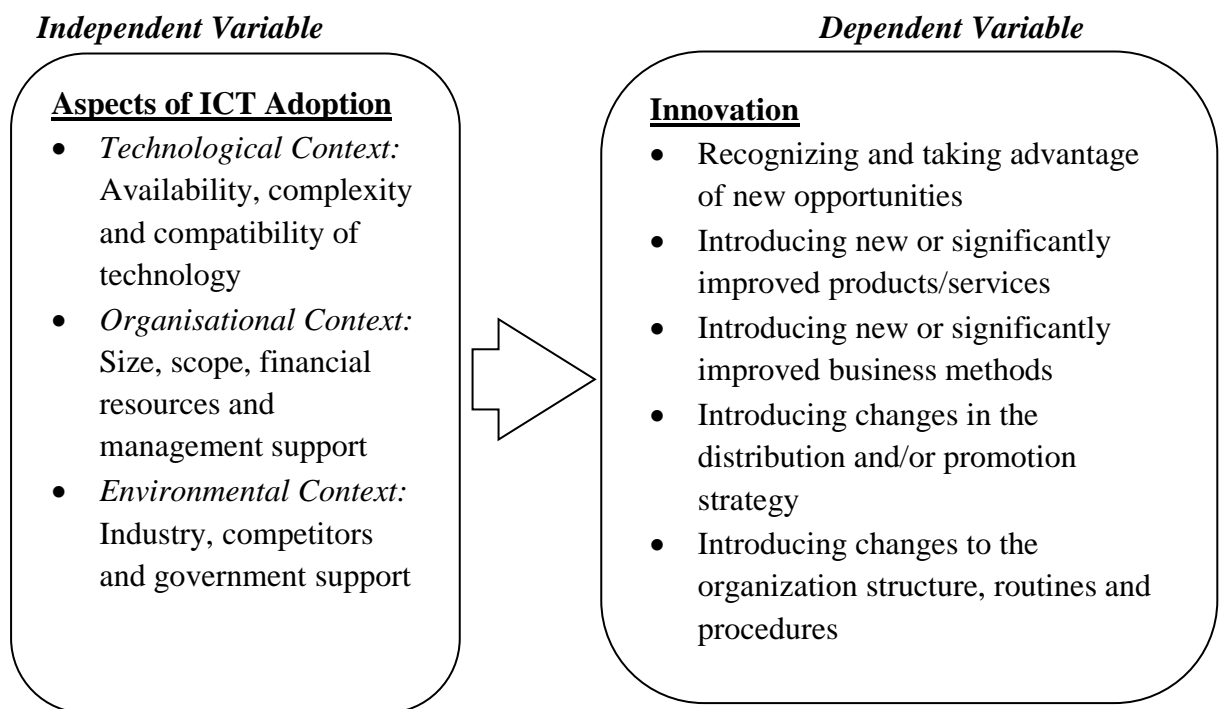 Independent Variable
Dependent Variable
Aspects of ICT Adoption
• Technological Context:
Availability, complexity
and compatibility of
technology
• Organisational Context:
Size, scope, financial
resources and
management support
• Environmental Context:
Industry, competitors
and government support
Innovation
• Recognizing and taking advantage
of new opportunities
• Introducing new or significantly
improved products/services
• Introducing new or significantly
improved business methods
• Introducing changes in the
distribution and/or promotion
strategy
• Introducing changes to the
organization structure, routines and
procedures